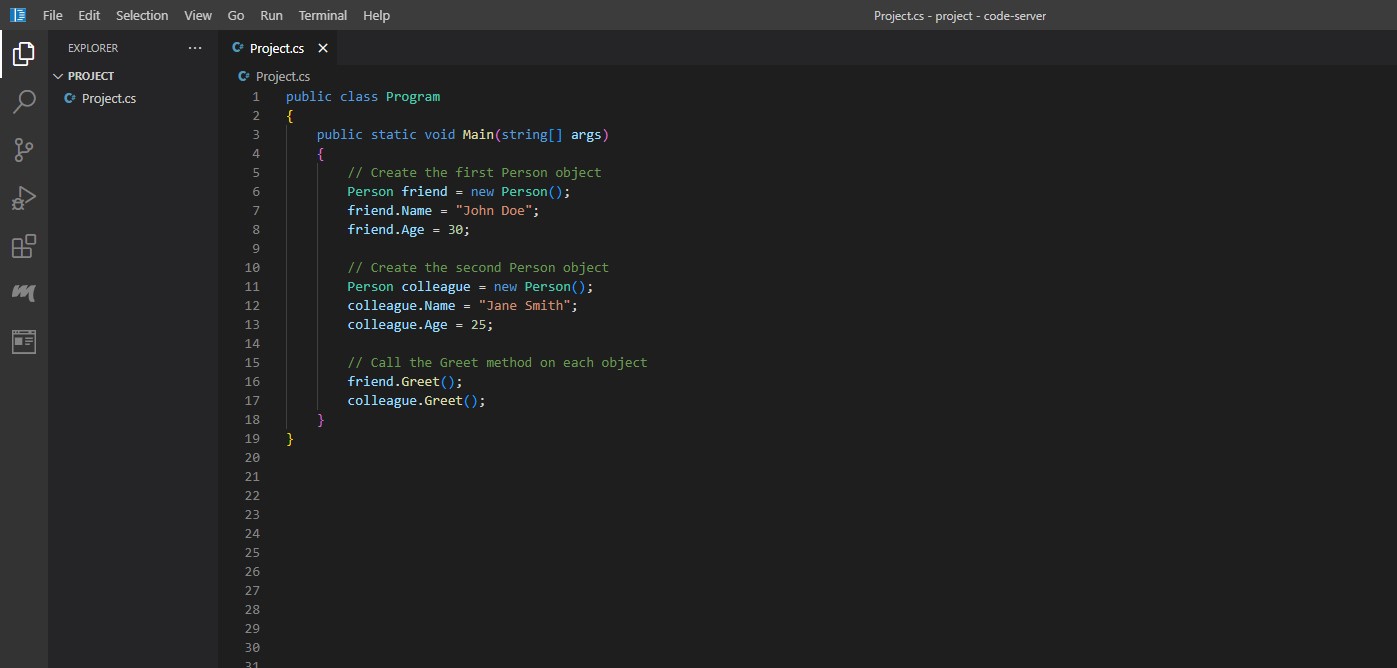 File Edit Selection View Go Run Terminal Help Project.cs - project - code-server
EXPLORER ··· C# Project.cs ×
PROJECT
C# Project.cs
C# Project.cs
1 public class Program
2 {
3     public static void Main(string[] args)
4     {
5         // Create the first Person object
6         Person friend = new Person();
7         friend.Name = "John Doe";
8         friend.Age = 30;
9
10         // Create the second Person object
11         Person colleague = new Person();
12         colleague.Name = "Jane Smith";
13         colleague.Age = 25;
14
15         // Call the Greet method on each object
16         friend.Greet();
17         colleague.Greet();
18     }
19 }
20
21
22
23
24
25
26
27
28
29
30
31